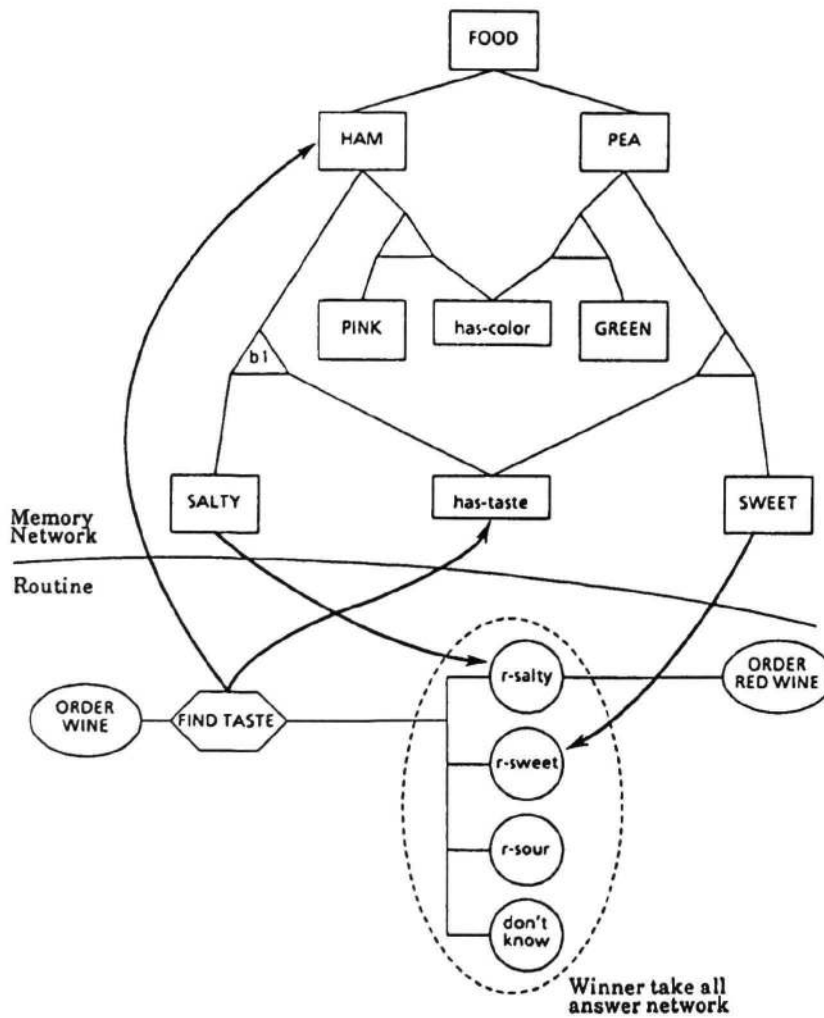 FOOD
HAM
PEA
PINK
has-color
GREEN
b1
SALTY
has-taste
SWEET
Memory
Network
Routine
r-salty
ORDER
RED WINE
ORDER
WINE
FIND TASTE
r-sweet
r-sour
don't
know
Winner take all
answer network